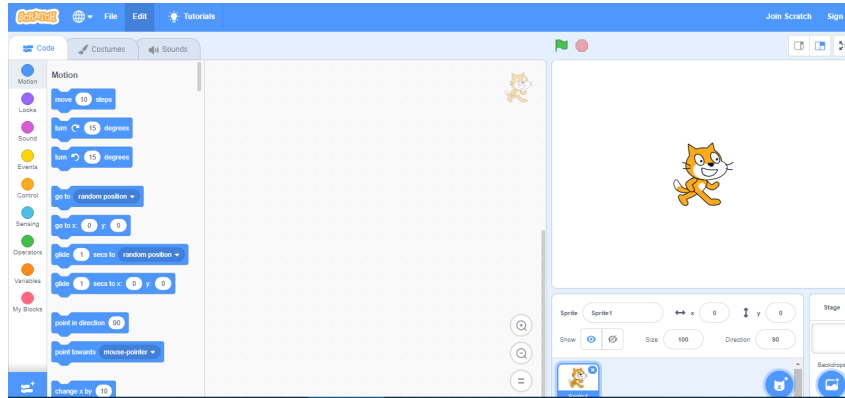 SCRATCH File Edit Tutorials Join Scratch Sign
Code Costumes Sounds
Motion
Looks
Sound
Events
Control
Sensing
Operators
Variables
My Blocks
Motion
move 10 steps
turn 15 degrees
turn 15 degrees
go to random position
go to x: 0 y: 0
glide 1 secs to random position
glide 1 secs to x: 0 y: 0
point in direction 90
point towards mouse-pointer
change x by 10
Sprite Sprite1 x 0 y 0
Show Size 100 Direction 90
Sprite1
Stage
Backdrops